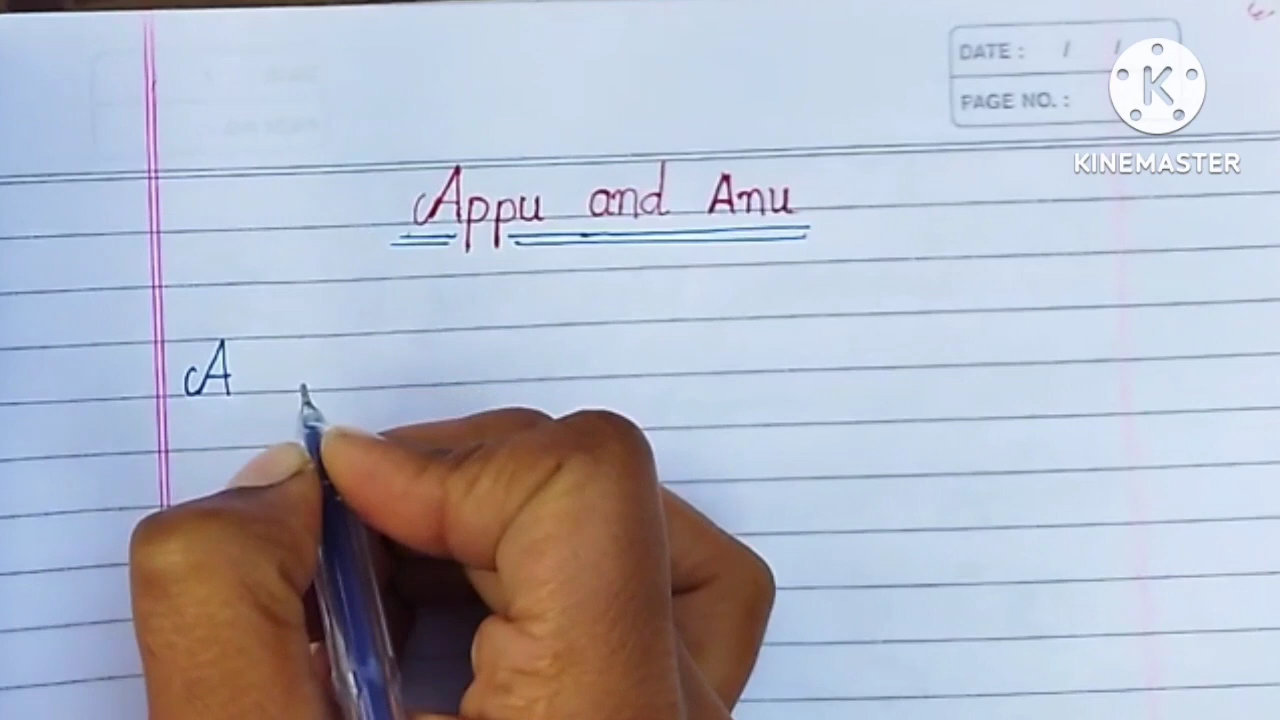 DATE : / /
PAGE NO. :
KINEMASTER
Appu and Anu
A